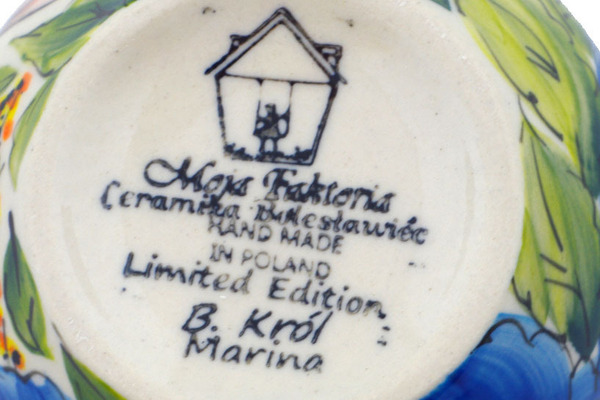 Moja Faktoria
Ceramika Bolesławiec
HAND MADE
IN POLAND
Limited Edition
B. Król
Marina